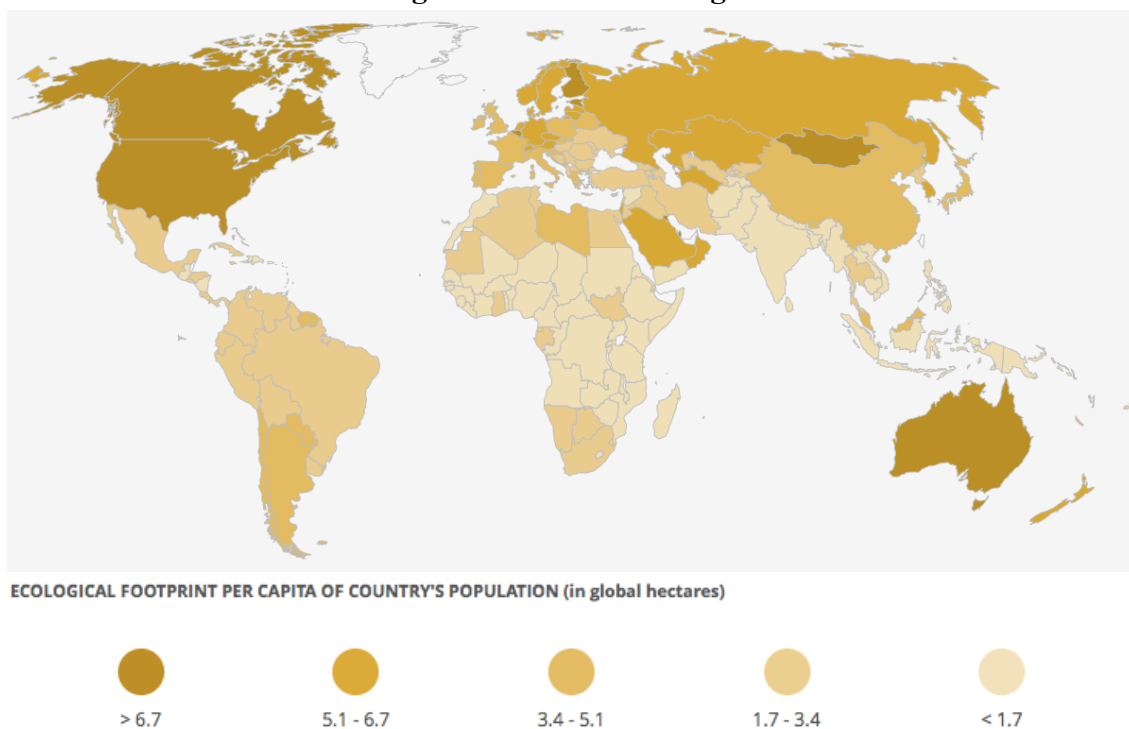 ECOLOGICAL FOOTPRINT PER CAPITA OF COUNTRY'S POPULATION (in global hectares)
> 6.7
5.1 - 6.7
3.4 - 5.1
1.7 - 3.4
< 1.7